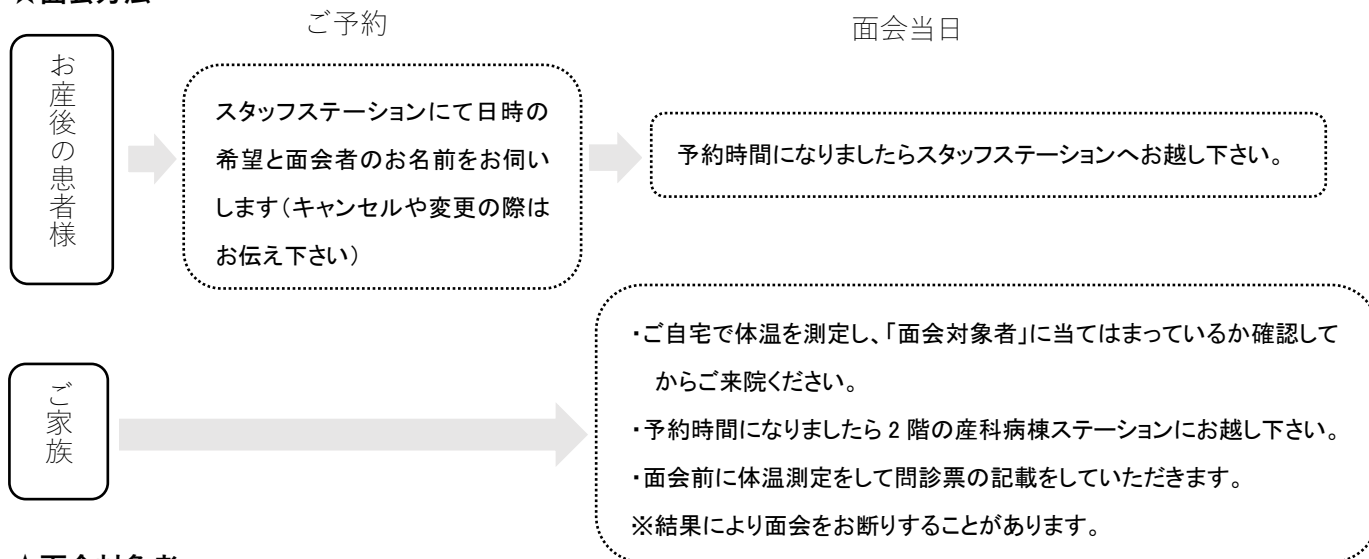 ご予約
面会当日
お産後の患者様
スタッフステーションにて日時の
希望と面会者のお名前をお伺い
します（キャンセルや変更の際は
お伝え下さい）
予約時間になりましたらスタッフステーションへお越し下さい。
ご家族
・ご自宅で体温を測定し、「面会対象者」に当てはまっているか確認して
からご来院ください。
・予約時間になりましたら 2 階の産科病棟ステーションにお越し下さい。
・面会前に体温測定をして問診票の記載をしていただきます。
※結果により面会をお断りすることがあります。